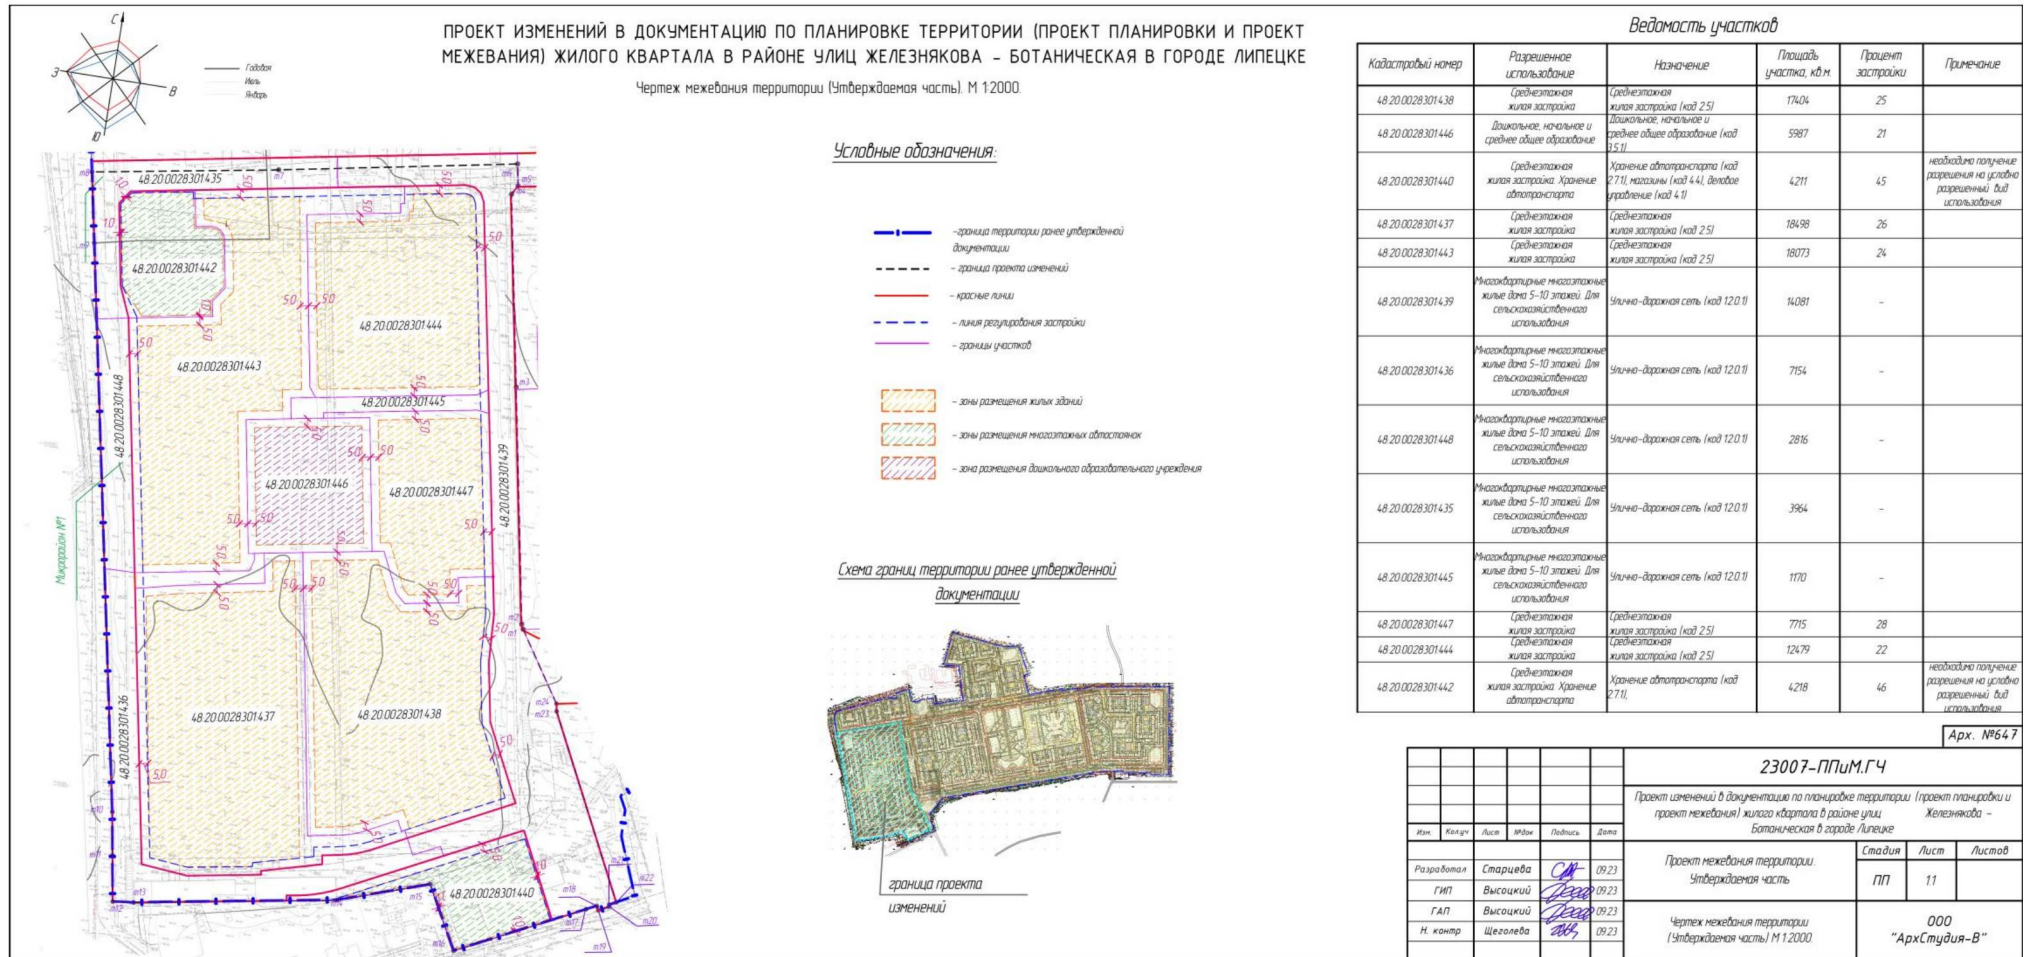 ПРОЕКТ ИЗМЕНЕНИЙ В ДОКУМЕНТАЦИЮ ПО ПЛАНИРОВКЕ ТЕРРИТОРИИ (ПРОЕКТ ПЛАНИРОВКИ И ПРОЕКТ
МЕЖЕВАНИЯ) ЖИЛОГО КВАРТАЛА В РАЙОНЕ УЛИЦ ЖЕЛЕЗНЯКОВА - БОТАНИЧЕСКАЯ В ГОРОДЕ ЛИПЕЦКЕ
Чертеж межевания территории (Утверждаемая часть). М 1:2000.
С
З
В
Ю
Годовая
Июль
Январь
Условные обозначения:
-граница территории ранее утвержденной
документации
- граница проекта изменений
- красные линии
- линия регулирования застройки
- границы участков
- зоны размещения жилых зданий
- зоны размещения многоэтажных автостоянок
- зона размещения дошкольного образовательного учреждения
Схема границ территории ранее утвержденной
документации
граница проекта
изменений
48:20:0028301:435
48:20:0028301:442
48:20:0028301:444
48:20:0028301:443
48:20:0028301:445
48:20:0028301:448
48:20:0028301:446
48:20:0028301:447
48:20:0028301:439
48:20:0028301:436
48:20:0028301:437
48:20:0028301:438
48:20:0028301:440
Микрорайон №1
Ведомость участков
Кадастровый номер
Разрешенное
использование
Назначение
Площадь
участка, кв.м.
Процент
застройки
Примечание
48:20:0028301:438
Среднеэтажная
жилая застройка
Среднеэтажная
жилая застройка (код 2.5)
17404
25
48:20:0028301:446
Дошкольное, начальное и
среднее общее образование
Дошкольное, начальное и
среднее общее образование (код
3.5.1)
5987
21
48:20:0028301:440
Среднеэтажная
жилая застройка. Хранение
автотранспорта
Хранение автотранспорта (код
2.7.1), магазины (код 4.4), деловое
управление (код 4.1)
4211
45
необходимо получение
разрешения на условно
разрешенный вид
использования
48:20:0028301:437
Среднеэтажная
жилая застройка
Среднеэтажная
жилая застройка (код 2.5)
18498
26
48:20:0028301:443
Среднеэтажная
жилая застройка
Среднеэтажная
жилая застройка (код 2.5)
18073
24
48:20:0028301:439
Многоквартирные многоэтажные
жилые дома 5-10 этажей. Для
сельскохозяйственного
использования
Улично-дорожная сеть (код 12.0.1)
14081
-
48:20:0028301:436
Многоквартирные многоэтажные
жилые дома 5-10 этажей. Для
сельскохозяйственного
использования
Улично-дорожная сеть (код 12.0.1)
7154
-
48:20:0028301:448
Многоквартирные многоэтажные
жилые дома 5-10 этажей. Для
сельскохозяйственного
использования
Улично-дорожная сеть (код 12.0.1)
2816
-
48:20:0028301:435
Многоквартирные многоэтажные
жилые дома 5-10 этажей. Для
сельскохозяйственного
использования
Улично-дорожная сеть (код 12.0.1)
3964
-
48:20:0028301:445
Многоквартирные многоэтажные
жилые дома 5-10 этажей. Для
сельскохозяйственного
использования
Улично-дорожная сеть (код 12.0.1)
1170
-
48:20:0028301:447
Среднеэтажная
жилая застройка
Среднеэтажная
жилая застройка (код 2.5)
7715
28
48:20:0028301:444
Среднеэтажная
жилая застройка
Среднеэтажная
жилая застройка (код 2.5)
12479
22
48:20:0028301:442
Среднеэтажная
жилая застройка. Хранение
автотранспорта
Хранение автотранспорта (код
2.7.1),
4218
46
необходимо получение
разрешения на условно
разрешенный вид
использования
Арх. №647
23007-ППиМ.ГЧ
Проект изменений в документацию по планировке территории (проект планировки и
проект межевания) жилого квартала в районе улиц Железнякова -
Ботаническая в городе Липецке
Изм. Кол.уч Лист №док Подпись Дата
Разработал Старцева 09.23
ГИП Высоцкий 09.23
ГАП Высоцкий 09.23
Н. контр Щеголева 09.23
Проект межевания территории.
Утверждаемая часть
Стадия Лист Листов
ПП 11
Чертеж межевания территории
(Утверждаемая часть) М 1:2000
ООО
"АрхСтудия-В"